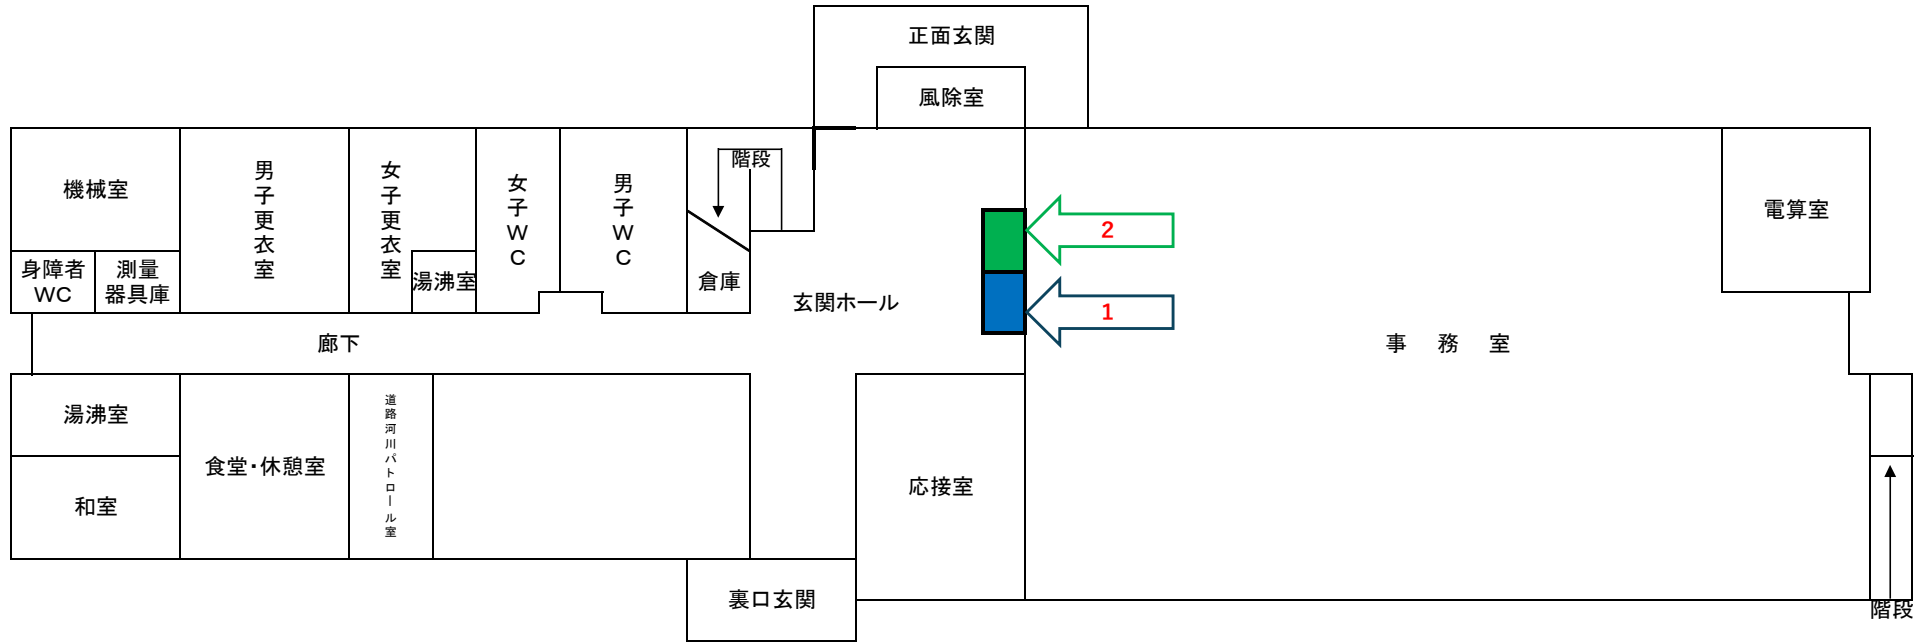 正面玄関
風除室
機械室
男子更衣室
女子更衣室
女子WC
男子WC
階段
電算室
2
身障者
WC
測量
器具庫
湯沸室
倉庫
玄関ホール
1
廊下
事務室
湯沸室
和室
食堂・休憩室
道路河川パトロール室
応接室
裏口玄関
階段